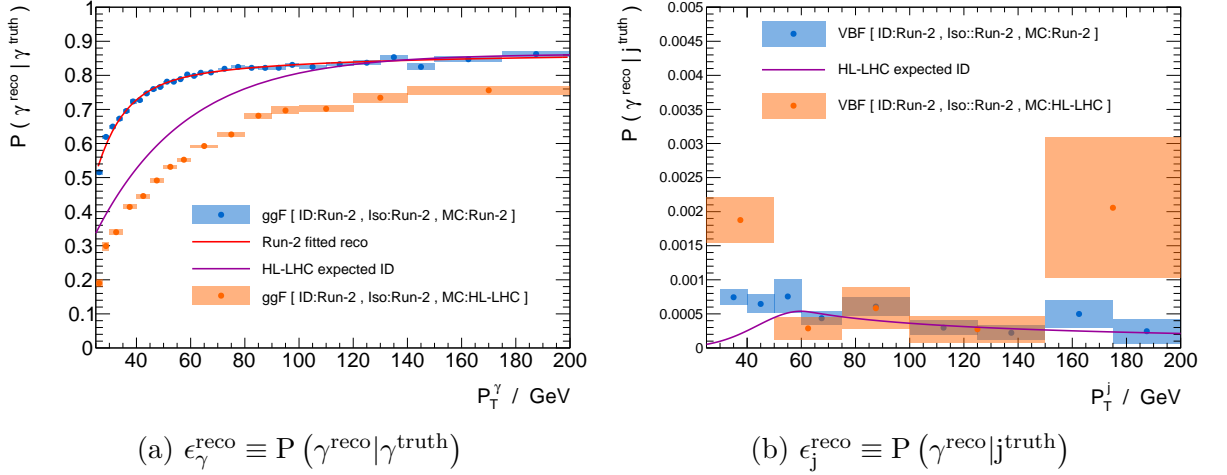 P ( γ^reco | γ^truth )
1
0.9
0.8
0.7
0.6
0.5
0.4
0.3
0.2
0.1
0
ggF [ ID:Run-2 , Iso:Run-2 , MC:Run-2 ]
Run-2 fitted reco
HL-LHC expected ID
ggF [ ID:Run-2 , Iso:Run-2 , MC:HL-LHC ]
40 60 80 100 120 140 160 180 200
P_T^γ / GeV
(a) ϵ_γ^reco ≡ P (γ^reco|γ^truth)
P ( γ^reco | j^truth )
0.005
0.0045
0.004
0.0035
0.003
0.0025
0.002
0.0015
0.001
0.0005
0
VBF [ ID:Run-2 , Iso::Run-2 , MC:Run-2 ]
HL-LHC expected ID
VBF [ ID:Run-2 , Iso::Run-2 , MC:HL-LHC ]
40 60 80 100 120 140 160 180 200
P_T^j / GeV
(b) ϵ_j^reco ≡ P (γ^reco|j^truth)